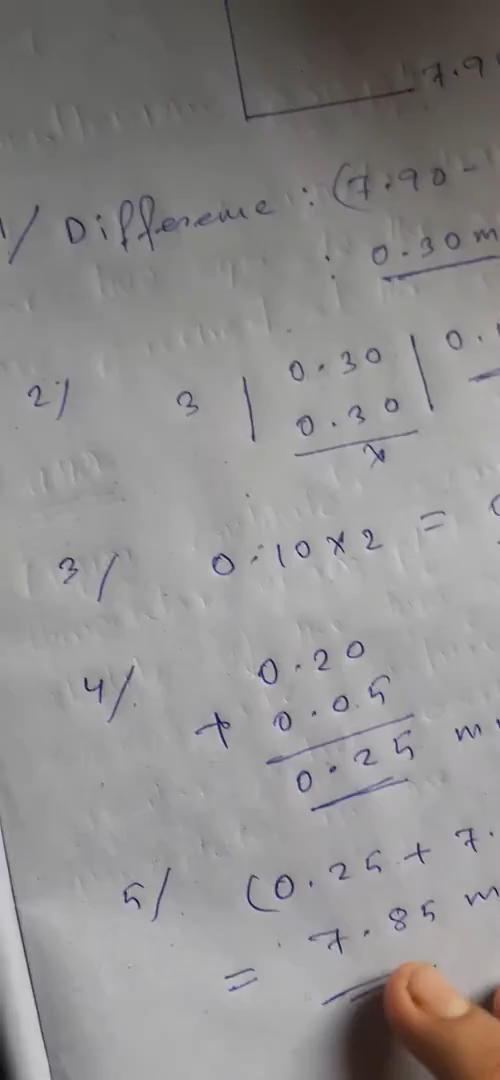 7.9
1/ Difference : (7.90 -
: 0.30 m
2/ 3 | 0.30 | 0.
0.30
x
3/ 0.10 x 2 =
4/. 0.20
+ 0.05
0.25 m
5/. (0.25 + 7.
= 7.85 m